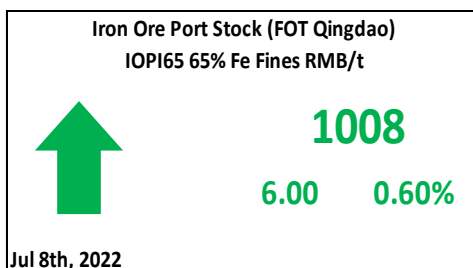 Iron Ore Port Stock (FOT Qingdao)
IOPI65 65% Fe Fines RMB/t
1008
6.00 0.60%
Jul 8th, 2022